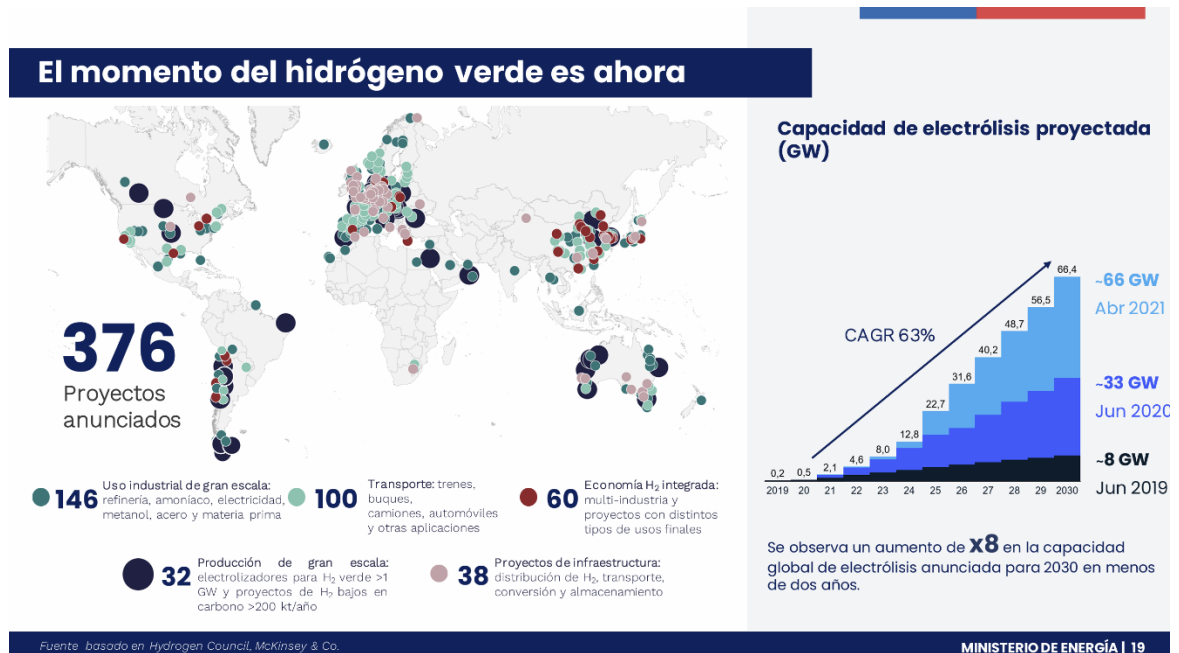 El momento del hidrógeno verde es ahora
376
Proyectos
anunciados
146
Uso industrial de gran escala:
refinería, amoníaco, electricidad,
metanol, acero y materia prima
100
Transporte: trenes,
buques,
camiones, automóviles
y otras aplicaciones
60
Economía H₂ integrada:
multi-industria y
proyectos con distintos
tipos de usos finales
32
Producción de gran escala:
electrolizadores para H₂ verde >1
GW y proyectos de H₂ bajos en
carbono >200 kt/año
38
Proyectos de infraestructura:
distribución de H₂, transporte,
conversión y almacenamiento
Capacidad de electrólisis proyectada
(GW)
CAGR 63%
0,2
0,5
2,1
4,6
8,0
12,8
22,7
31,6
40,2
48,7
56,5
66,4
2019 20 21 22 23 24 25 26 27 28 29 2030
~66 GW
Abr 2021
~33 GW
Jun 2020
~8 GW
Jun 2019
Se observa un aumento de x8 en la capacidad
global de electrólisis anunciada para 2030 en menos
de dos años.
Fuente basado en Hydrogen Council, McKinsey & Co.
MINISTERIO DE ENERGÍA | 19